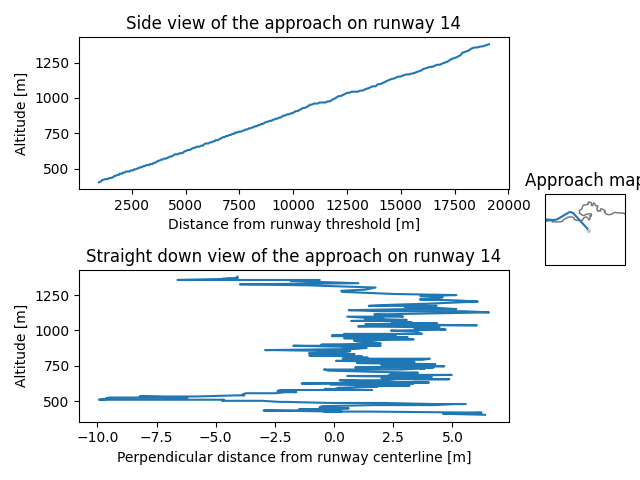 Side view of the approach on runway 14
1250
1000
750
500
Altitude [m]
2500 5000 7500 10000 12500 15000 17500 20000
Distance from runway threshold [m]
Approach map
Straight down view of the approach on runway 14
1250
1000
750
500
Altitude [m]
−10.0 −7.5 −5.0 −2.5 0.0 2.5 5.0
Perpendicular distance from runway centerline [m]